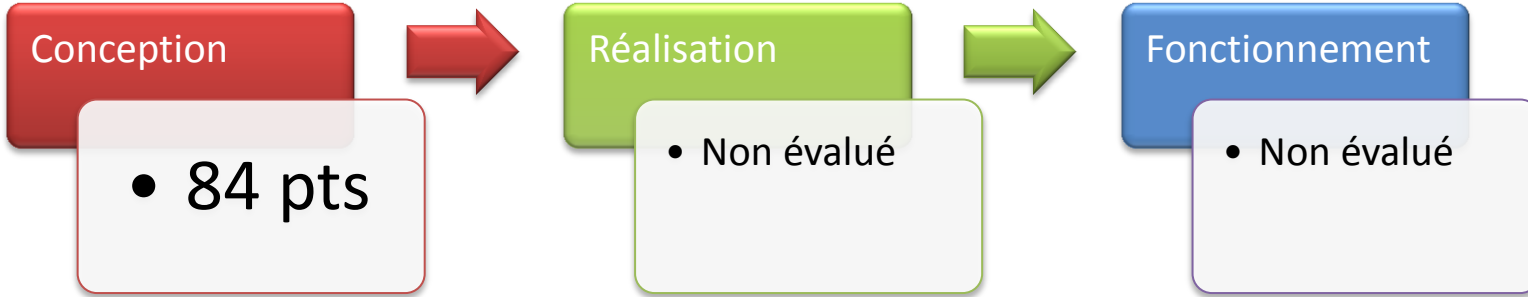 Conception
• 84 pts
Réalisation
• Non évalué
Fonctionnement
• Non évalué